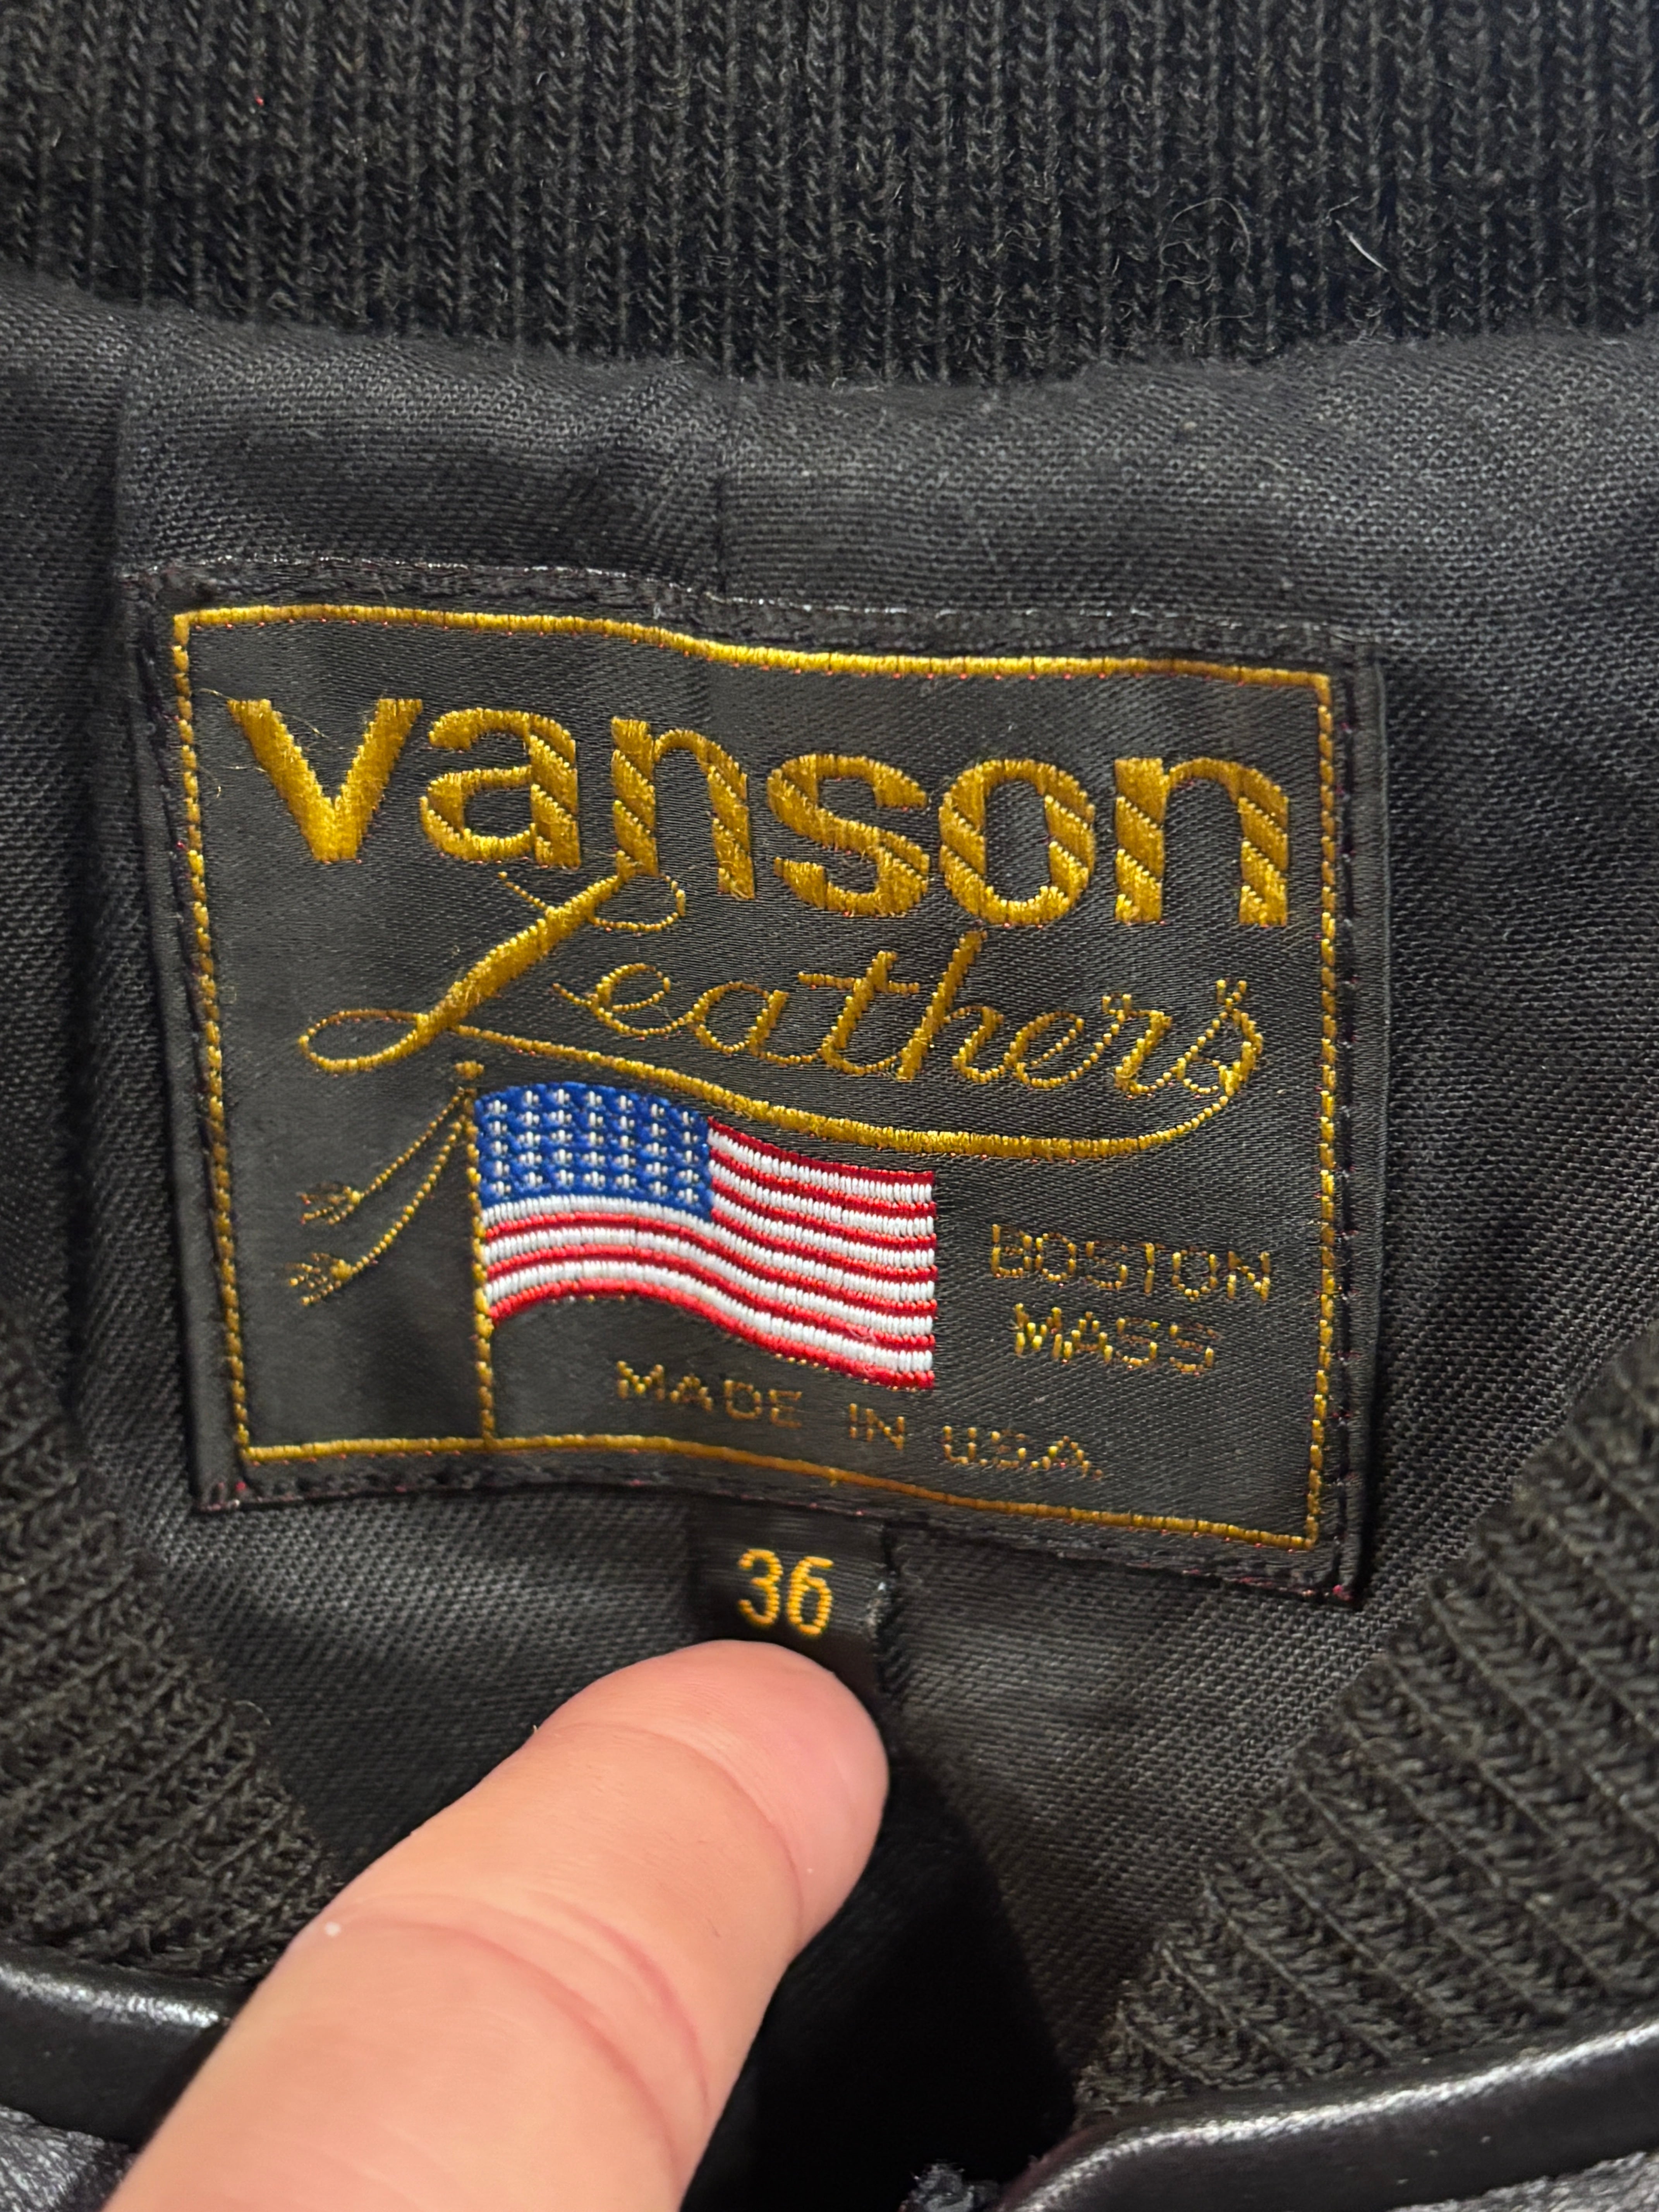 vanson
Leathers
BOSTON
MASS
MADE IN U.S.A.
36